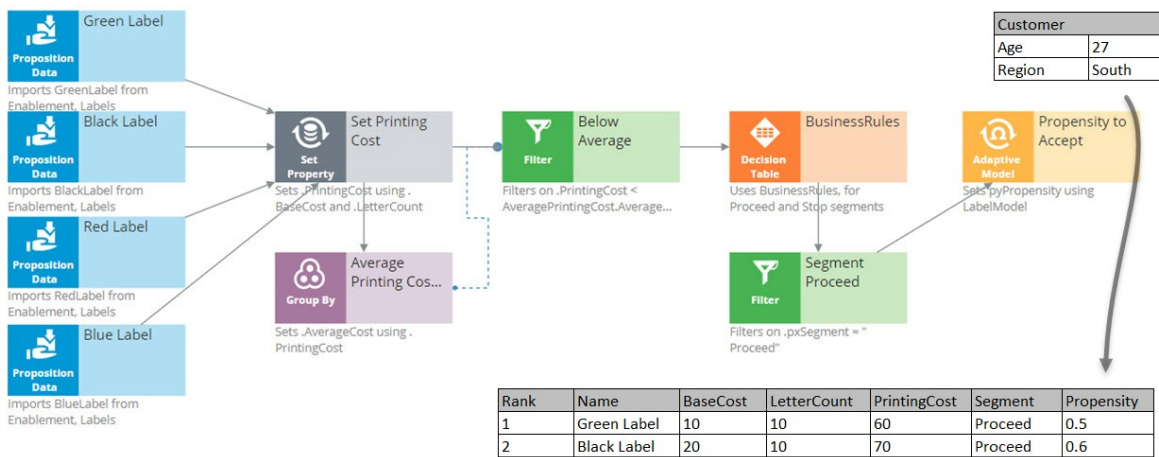 Green Label
Proposition
Data
Imports GreenLabel from
Enablement, Labels
Black Label
Proposition
Data
Imports BlackLabel from
Enablement, Labels
Red Label
Proposition
Data
Imports RedLabel from
Enablement, Labels
Blue Label
Proposition
Data
Imports BlueLabel from
Enablement, Labels
Set Printing
Cost
Set
Property
Sets .PrintingCost using .
BaseCost and .LetterCount
Average
Printing Cos...
Group By
Sets .AverageCost using .
PrintingCost
Below
Average
Filter
Filters on .PrintingCost <
AveragePrintingCost.Average...
BusinessRules
Decision
Table
Uses BusinessRules, for
Proceed and Stop segments
Segment
Proceed
Filter
Filters on .pxSegment = "
Proceed"
Propensity to
Accept
Adaptive
Model
Sets pyPropensity using
LabelModel
Customer
Age 27
Region South
Rank Name BaseCost LetterCount PrintingCost Segment Propensity
1 Green Label 10 10 60 Proceed 0.5
2 Black Label 20 10 70 Proceed 0.6